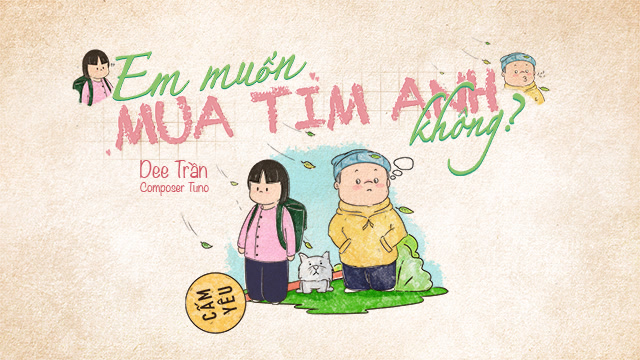 Em muốn
MUA TIM ANH
không?
Dee Trần
Composer Tuno
CẤM
YÊU